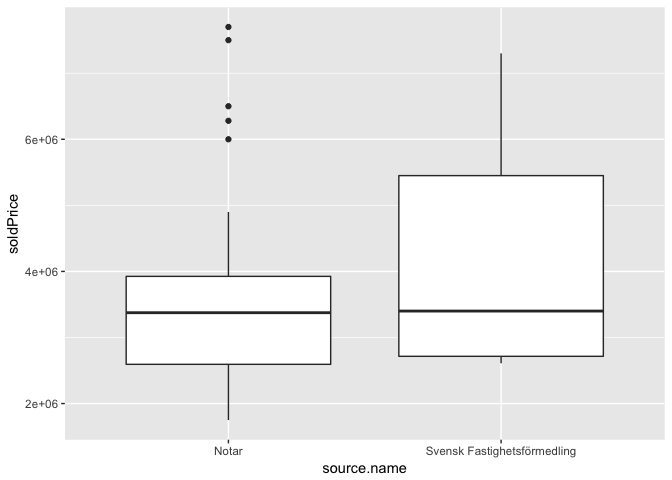 soldPrice
6e+06
4e+06
2e+06
Notar
Svensk Fastighetsförmedling
source.name